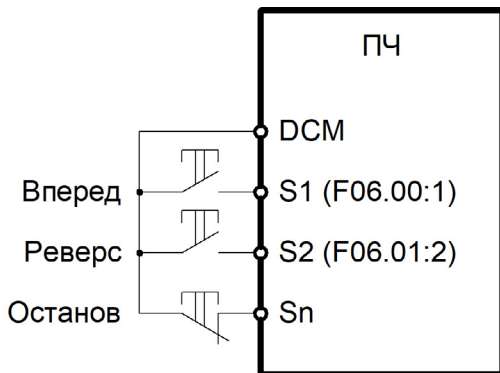 ПЧ
DCM
Вперед S1 (F06.00:1)
Реверс S2 (F06.01:2)
Останов Sn